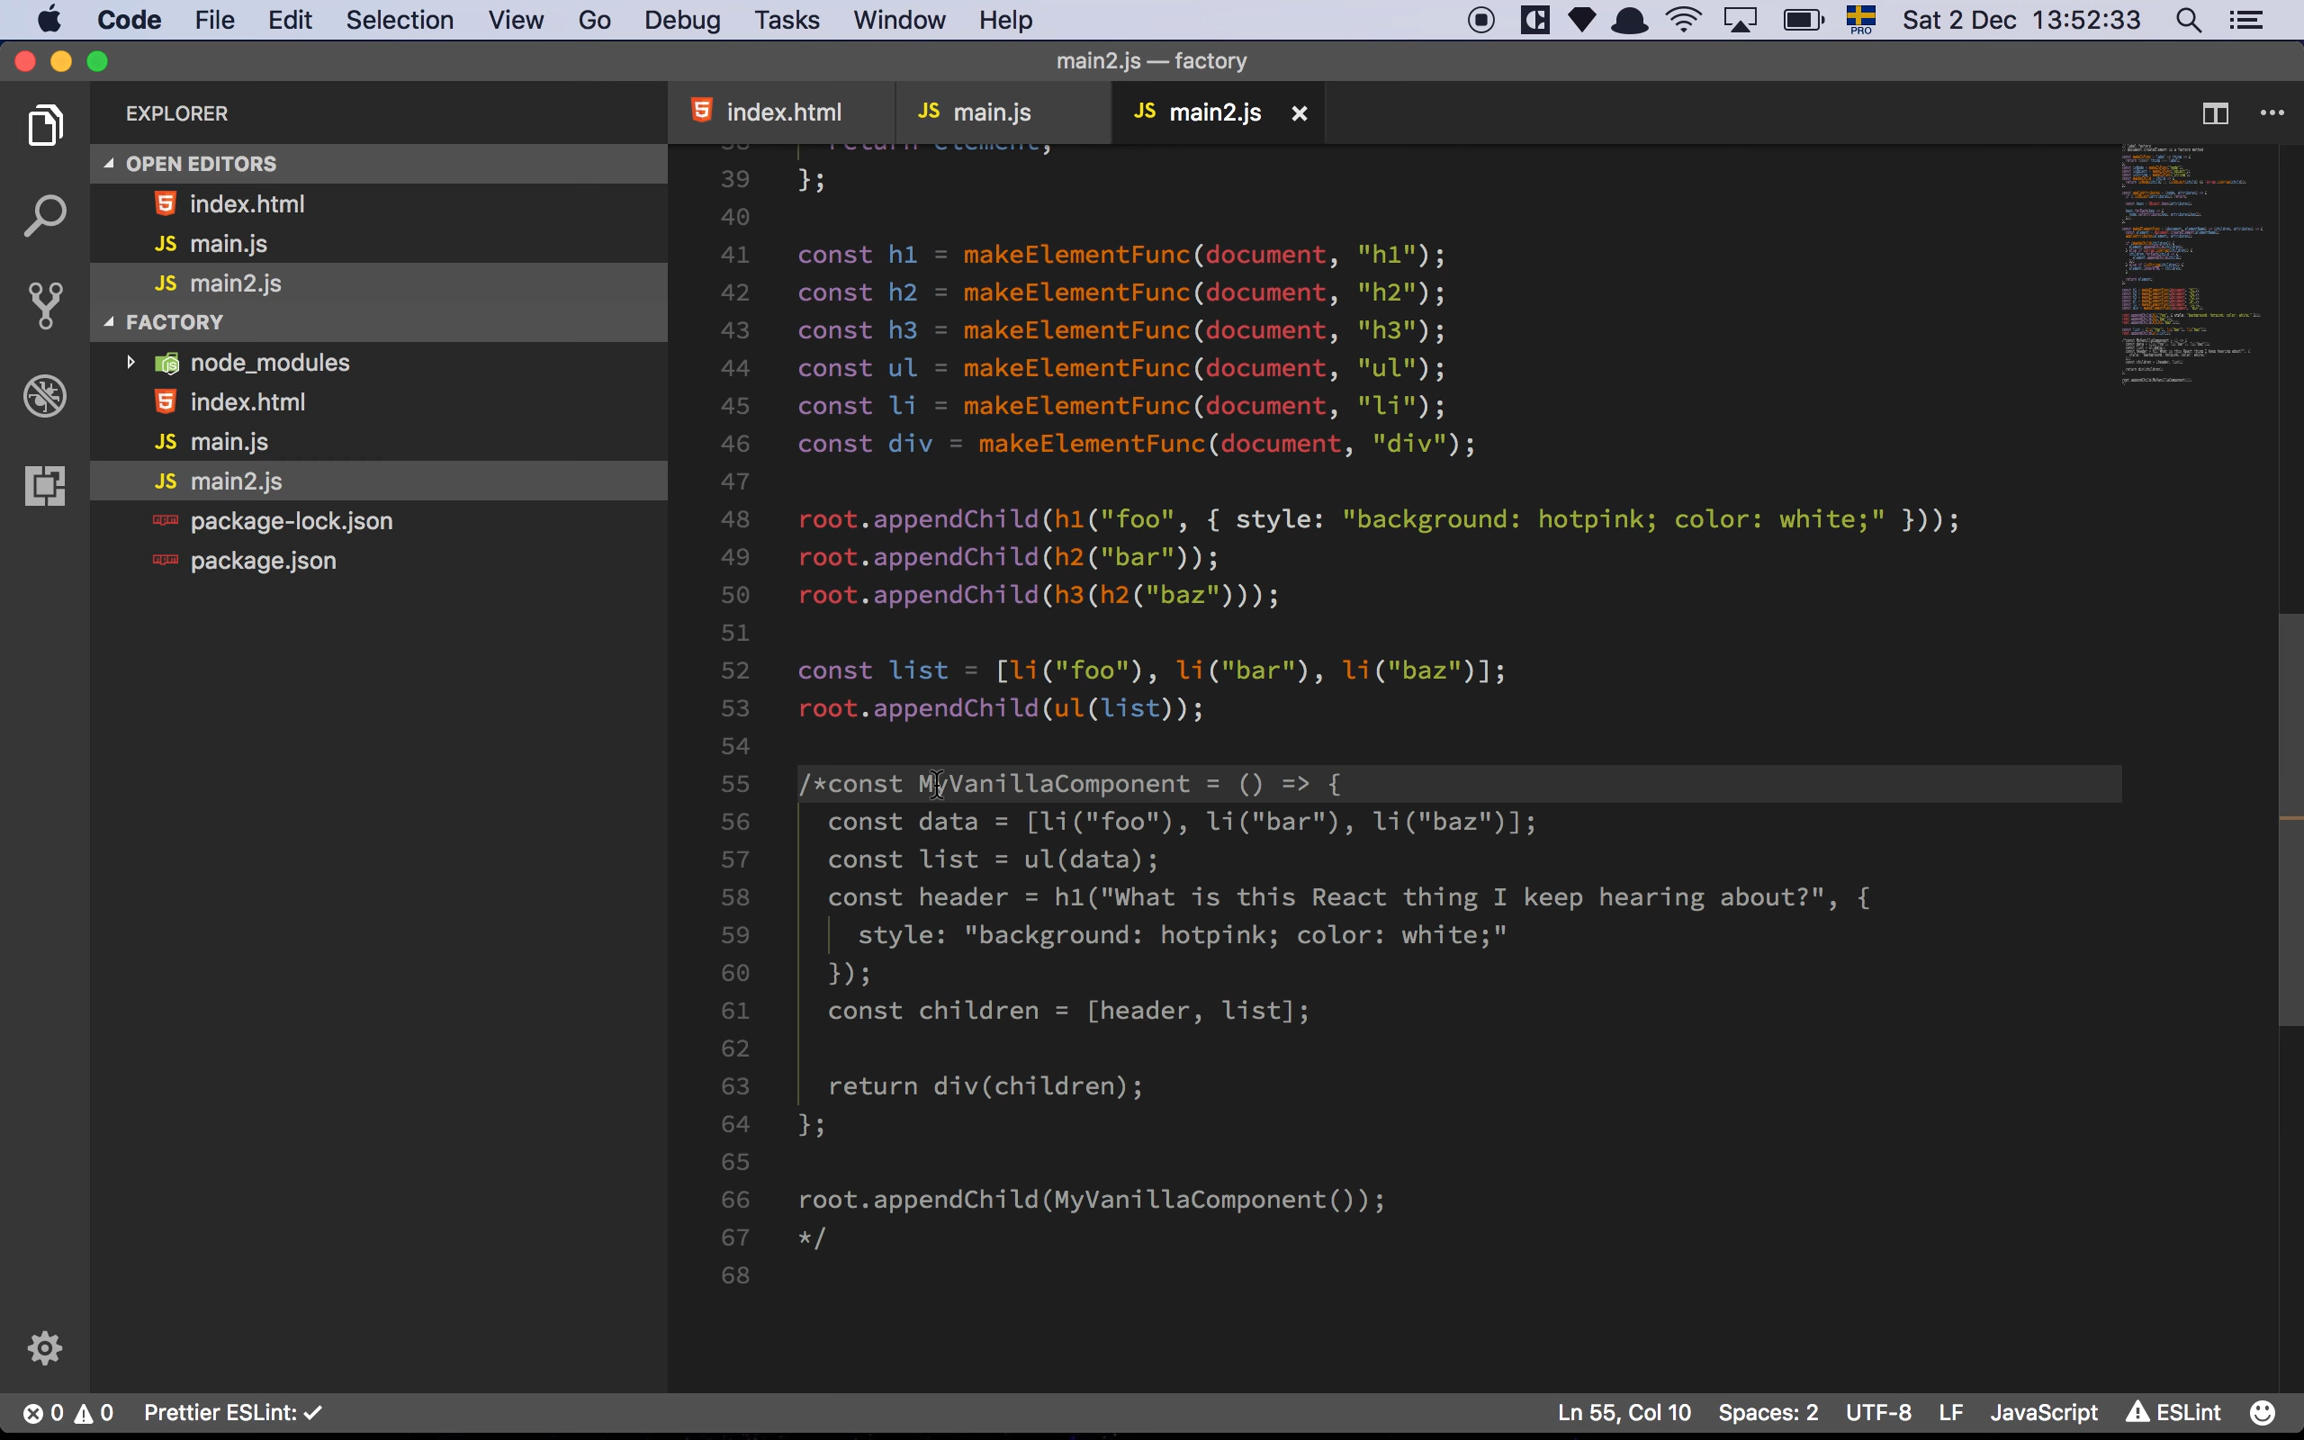 Code File Edit Selection View Go Debug Tasks Window Help PRO Sat 2 Dec 13:52:33
main2.js — factory
EXPLORER
index.html main.js main2.js
OPEN EDITORS
index.html
JS main.js
JS main2.js
FACTORY
node_modules
index.html
JS main.js
JS main2.js
package-lock.json
package.json
39 };
40
41 const h1 = makeElementFunc(document, "h1");
42 const h2 = makeElementFunc(document, "h2");
43 const h3 = makeElementFunc(document, "h3");
44 const ul = makeElementFunc(document, "ul");
45 const li = makeElementFunc(document, "li");
46 const div = makeElementFunc(document, "div");
47
48 root.appendChild(h1("foo", { style: "background: hotpink; color: white;" }));
49 root.appendChild(h2("bar"));
50 root.appendChild(h3(h2("baz")));
51
52 const list = [li("foo"), li("bar"), li("baz")];
53 root.appendChild(ul(list));
54
55 /*const MyVanillaComponent = () => {
56 const data = [li("foo"), li("bar"), li("baz")];
57 const list = ul(data);
58 const header = h1("What is this React thing I keep hearing about?", {
59 style: "background: hotpink; color: white;"
60 });
61 const children = [header, list];
62
63 return div(children);
64 };
65
66 root.appendChild(MyVanillaComponent());
67 */
68
0 0 Prettier ESLint: ✓ Ln 55, Col 10 Spaces: 2 UTF-8 LF JavaScript ESLint